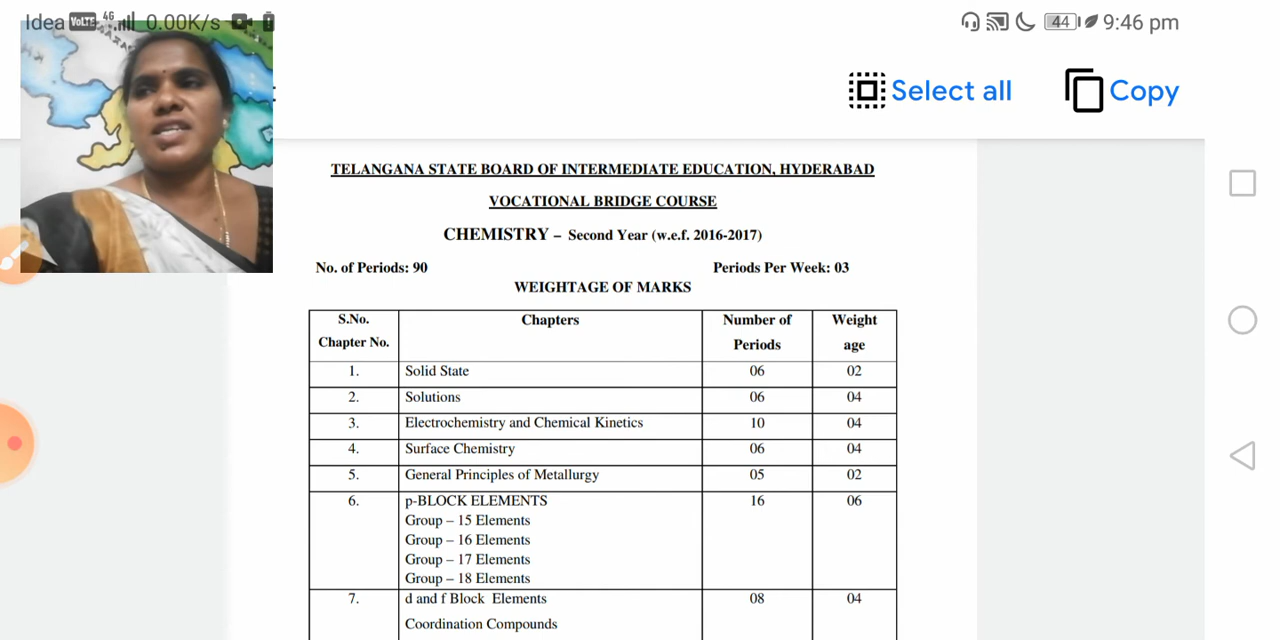 Idea VoLTE 4G 0.00K/s 44 9:46 pm
Select all Copy
TELANGANA STATE BOARD OF INTERMEDIATE EDUCATION, HYDERABAD
VOCATIONAL BRIDGE COURSE
CHEMISTRY – Second Year (w.e.f. 2016-2017)
No. of Periods: 90 Periods Per Week: 03
WEIGHTAGE OF MARKS
S.No. Chapters Number of Weight
Chapter No. Periods age
1. Solid State 06 02
2. Solutions 06 04
3. Electrochemistry and Chemical Kinetics 10 04
4. Surface Chemistry 06 04
5. General Principles of Metallurgy 05 02
6. p-BLOCK ELEMENTS 16 06
Group – 15 Elements
Group – 16 Elements
Group – 17 Elements
Group – 18 Elements
7. d and f Block Elements 08 04
Coordination Compounds